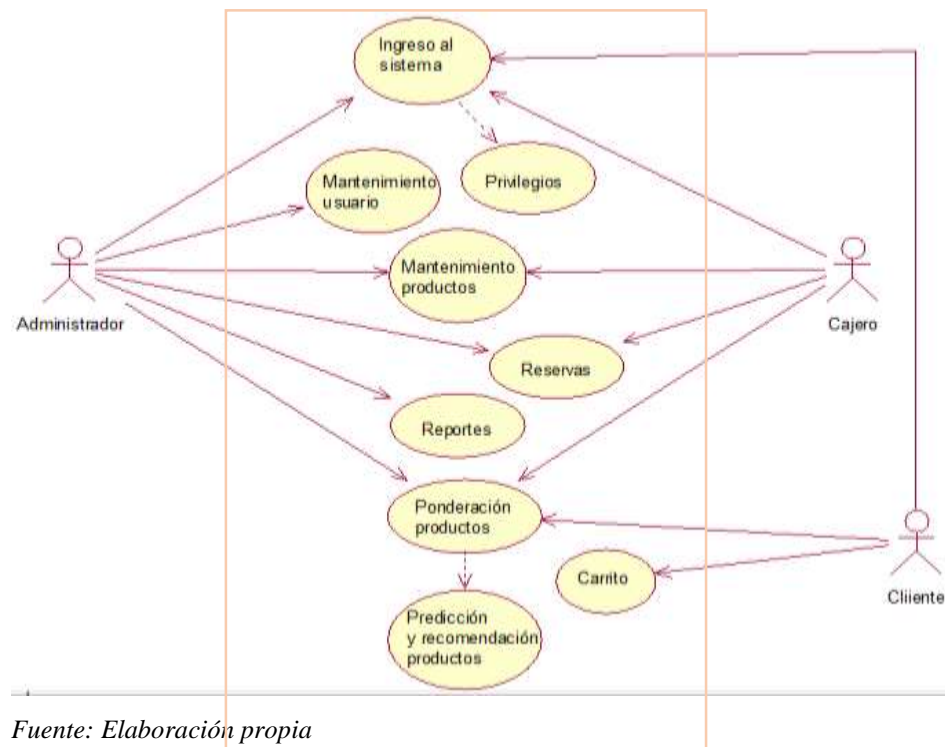 Ingreso al
sistema
Mantenimiento
usuario
Privilegios
Mantenimiento
productos
Administrador
Cajero
Reservas
Reportes
Ponderación
productos
Carrito
Cliiente
Predicción
y recomendación
productos
Fuente: Elaboración propia